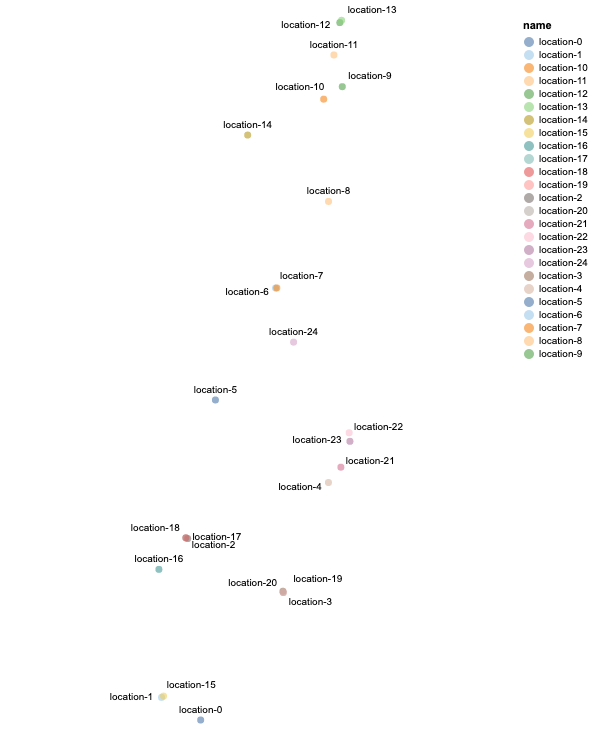 location-13
location-12
location-11
location-9
location-10
location-14
location-8
location-7
location-6
location-24
location-5
location-22
location-23
location-21
location-4
location-18
location-17
location-2
location-16
location-19
location-20
location-3
location-15
location-1
location-0
name
location-0
location-1
location-10
location-11
location-12
location-13
location-14
location-15
location-16
location-17
location-18
location-19
location-2
location-20
location-21
location-22
location-23
location-24
location-3
location-4
location-5
location-6
location-7
location-8
location-9